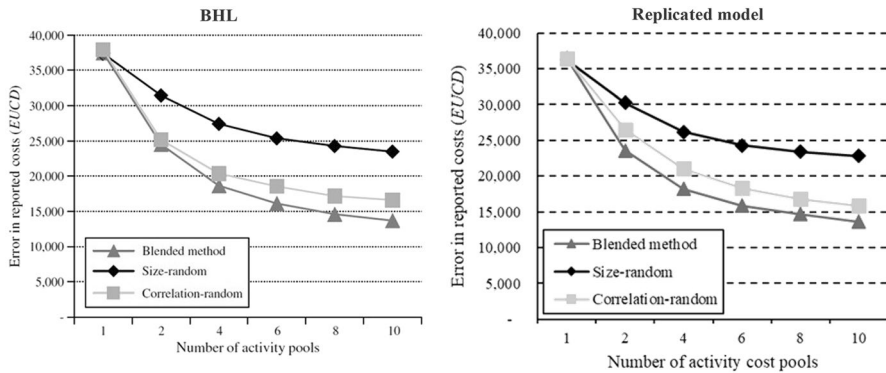 BHL
Error in reported costs (EUCD)
40,000
35,000
30,000
25,000
20,000
15,000
10,000
5,000
-
Blended method
Size-random
Correlation-random
1 2 4 6 8 10
Number of activity pools
Replicated model
Error in reported costs (EUCD)
40,000
35,000
30,000
25,000
20,000
15,000
10,000
5,000
-
Blended method
Size-random
Correlation-random
1 2 4 6 8 10
Number of activity cost pools